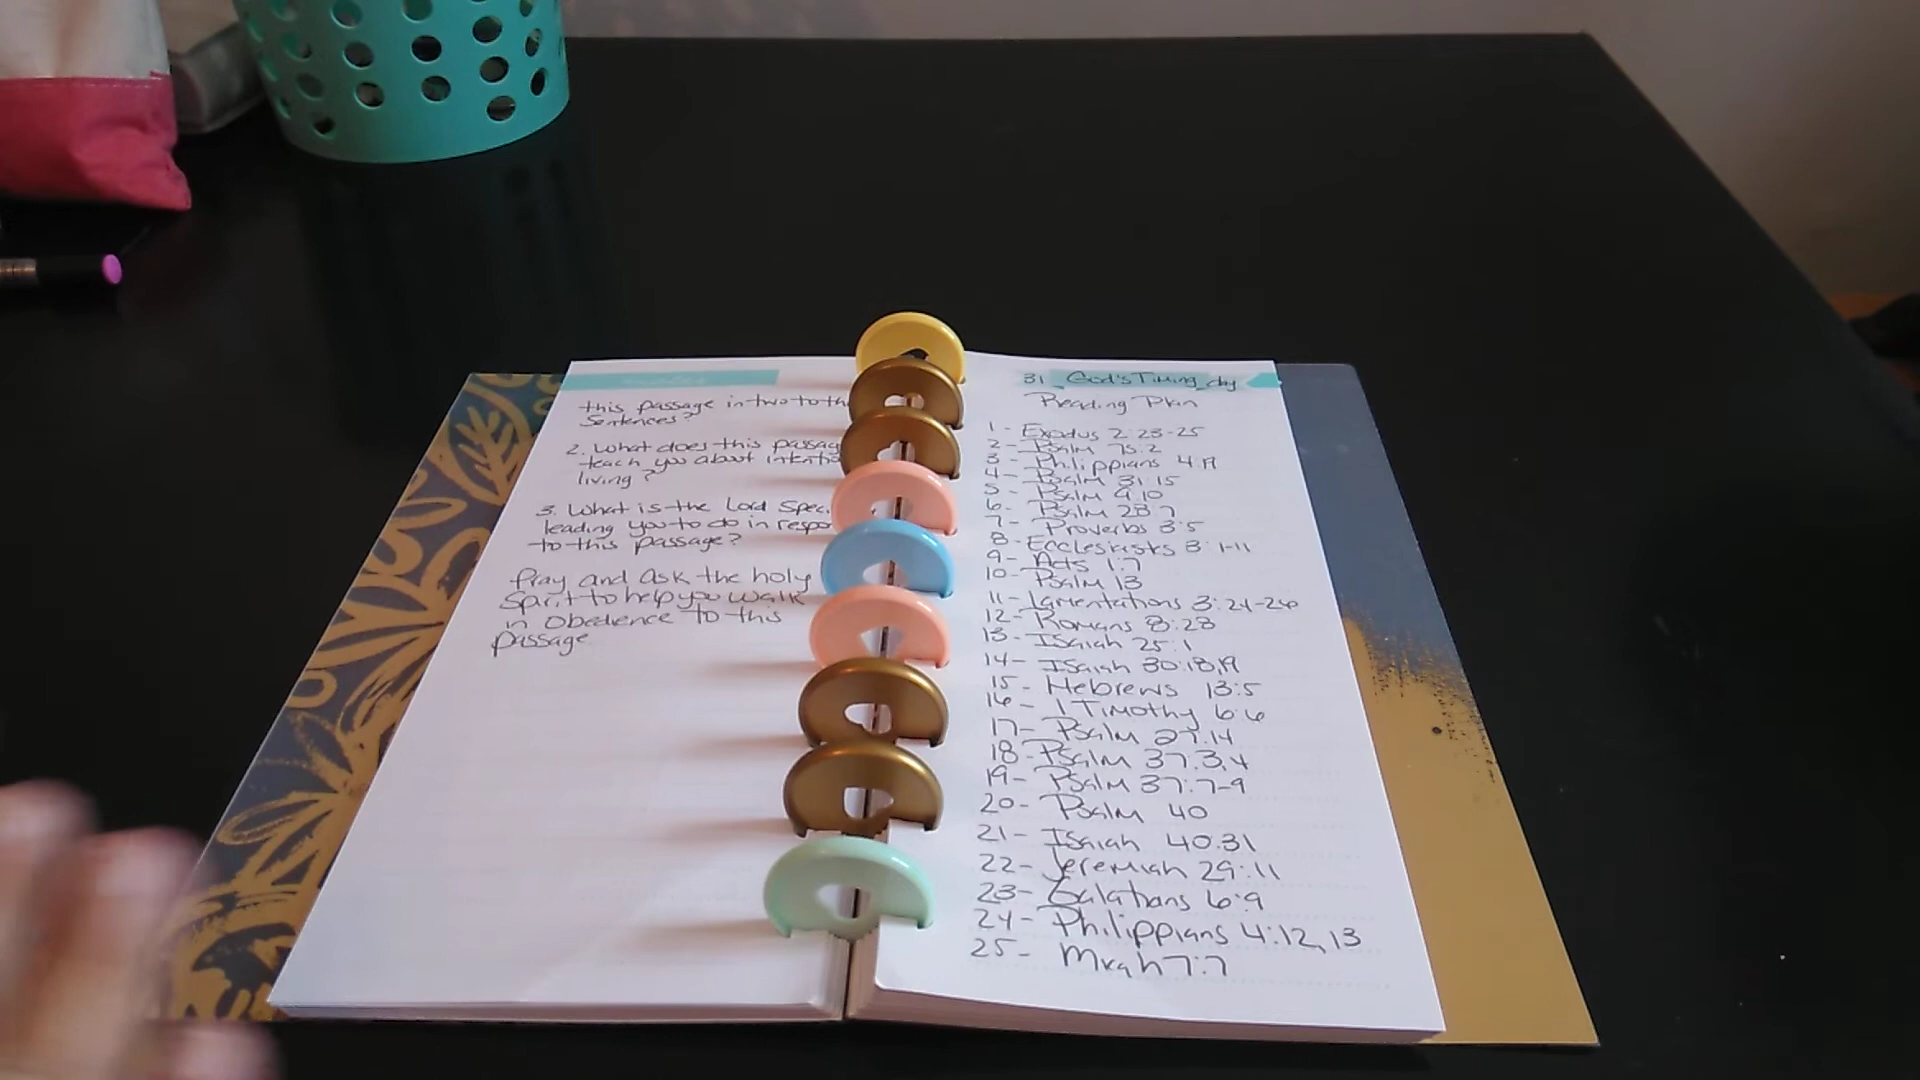 this passage in two to th
Sentences?
2. What does this passag
teach you about intentio
living?
3. What is the Lord Spec
leading you to do in respo
to this passage?
Pray and ask the holy
Spirit to help you walk
in Obedience to this
passage
31 God's Timing day
Reading Plan
1 - Exodus 2:23-25
2 - Psalm 75:2
3 - Philippians 4:19
4 - Psalm 31:15
5 - Psalm 9:10
6 - Psalm 28:7
7 - Proverbs 3:5
8 - Ecclesiasts 3:1-11
9 - Acts 1:7
10 - Psalm 13
11 - Lamentations 3:24-26
12 - Romans 8:28
13 - Isaiah 25:1
14 - Isaiah 30:18,19
15 - Hebrews 13:5
16 - 1 Timothy 6:6
17 - Psalm 27:14
18 - Psalm 37:3,4
19 - Psalm 37:7-9
20 - Psalm 40
21 - Isaiah 40:31
22 - Jeremiah 29:11
23 - Galatians 6:9
24 - Philippians 4:12,13
25 - Micah 7:7